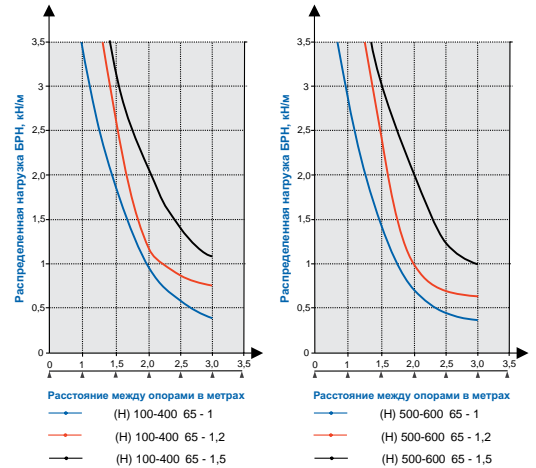 Распределенная нагрузка БРН, кН/м
3,5
3
2,5
2,0
1,5
1
0,5
0
0 1 1,5 2,0 2,5 3,0 3,5
Расстояние между опорами в метрах
(Н) 100-400 65 - 1
(Н) 100-400 65 - 1,2
(Н) 100-400 65 - 1,5
Распределенная нагрузка БРН, кН/м
3,5
3
2,5
2,0
1,5
1
0,5
0
0 1 1,5 2,0 2,5 3,0 3,5
Расстояние между опорами в метрах
(Н) 500-600 65 - 1
(Н) 500-600 65 - 1,2
(Н) 500-600 65 - 1,5